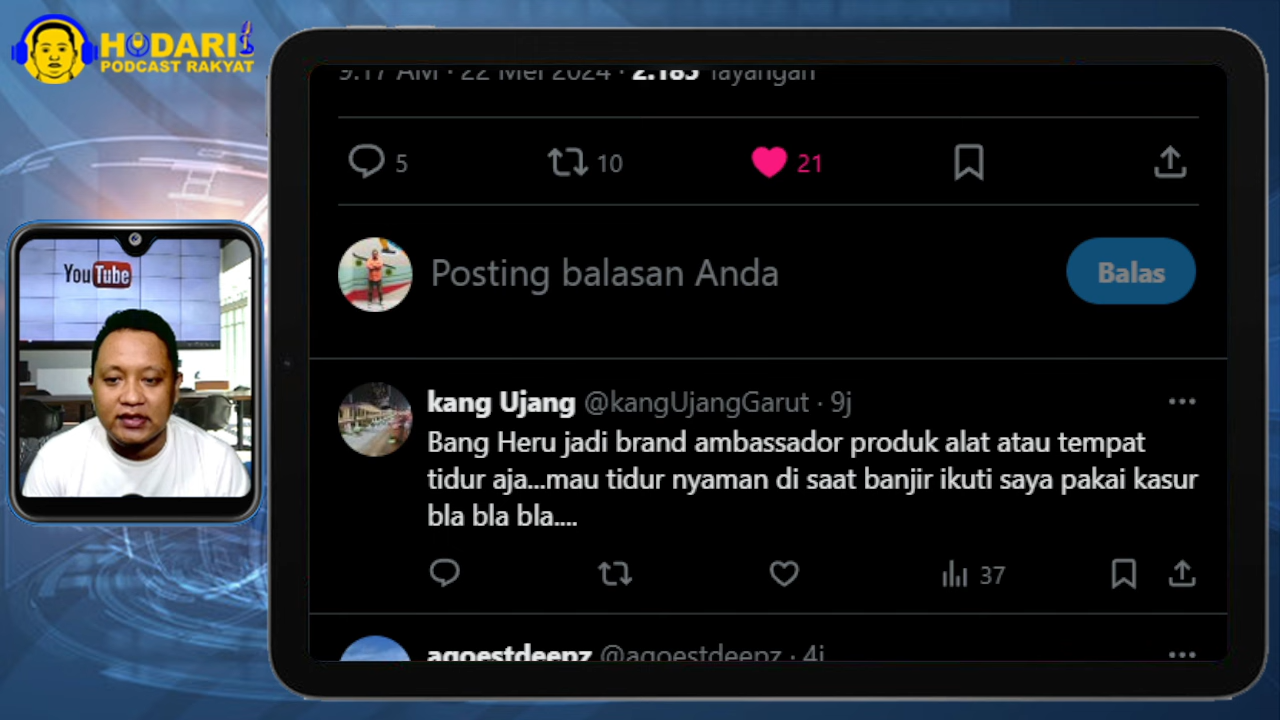 HODARI
PODCAST RAKYAT
9.17 AM · 22 Mei 2024 · 2.185 Tayangan
5
10
21
Posting balasan Anda
Balas
You Tube
kang Ujang @kangUjangGarut · 9j
Bang Heru jadi brand ambassador produk alat atau tempat
tidur aja...mau tidur nyaman di saat banjir ikuti saya pakai kasur
bla bla bla....
37
agoestdeepz @agoestdeepz · 4j